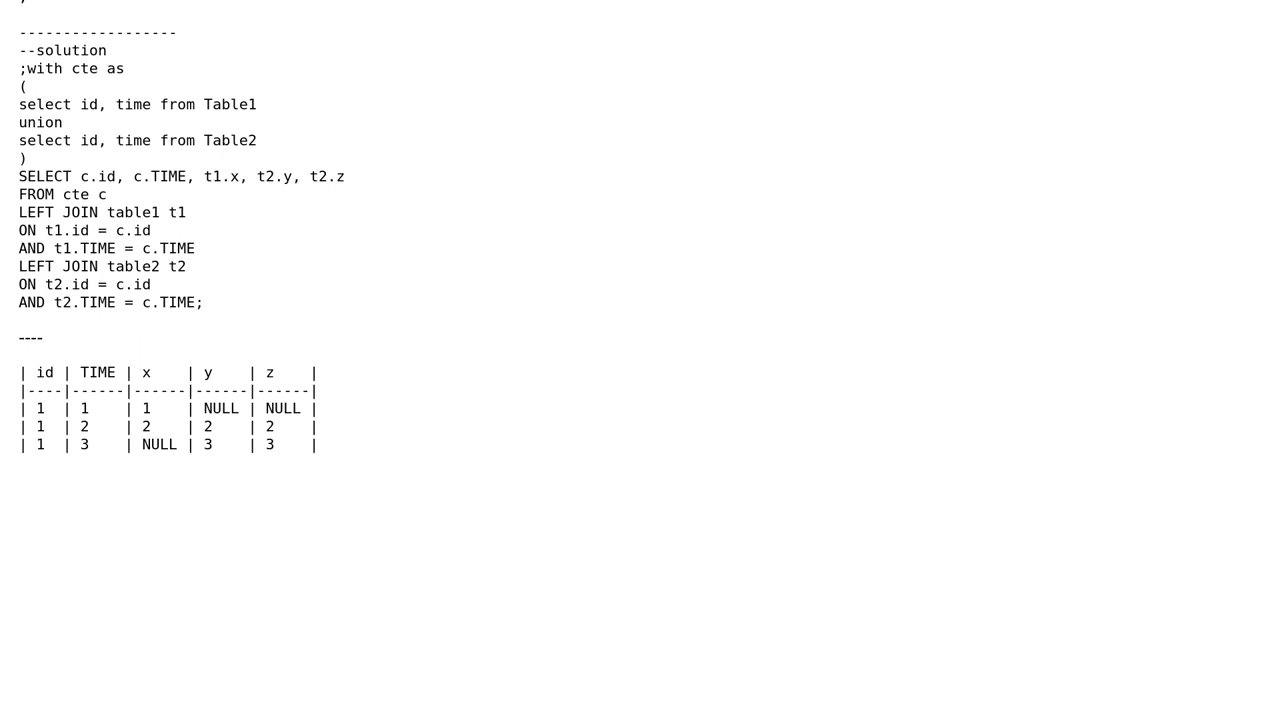 ------------------
--solution
;with cte as
(
select id, time from Table1
union
select id, time from Table2
)
SELECT c.id, c.TIME, t1.x, t2.y, t2.z
FROM cte c
LEFT JOIN table1 t1
ON t1.id = c.id
AND t1.TIME = c.TIME
LEFT JOIN table2 t2
ON t2.id = c.id
AND t2.TIME = c.TIME;
----
| id | TIME | x    | y    | z    |
|----|------|------|------|------|
| 1  | 1    | 1    | NULL | NULL |
| 1  | 2    | 2    | 2    | 2    |
| 1  | 3    | NULL | 3    | 3    |